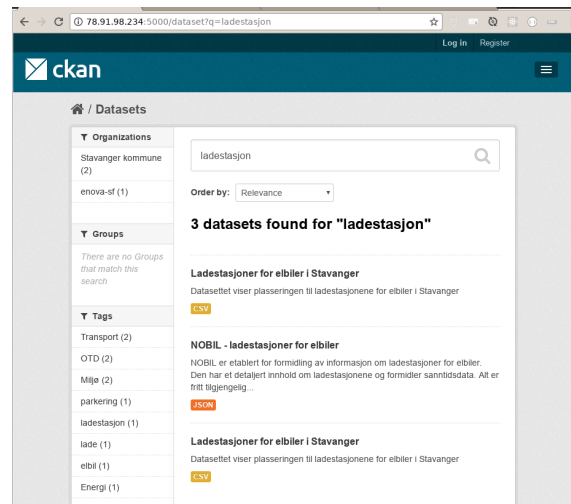 78.91.98.234:5000/dataset?q=ladestasjon
Log in Register
ckan
/ Datasets
Organizations
Stavanger kommune
(2)
enova-sf (1)
Groups
There are no Groups
that match this
search
Tags
Transport (2)
OTD (2)
Miljø (2)
parkering (1)
ladestasjon (1)
lade (1)
elbil (1)
Energi (1)
ladestasjon
Order by: Relevance
3 datasets found for "ladestasjon"
Ladestasjoner for elbiler i Stavanger
Datasettet viser plasseringen til ladestasjonene for elbiler i Stavanger
CSV
NOBIL - ladestasjoner for elbiler
NOBIL er etablert for formidling av informasjon om ladestasjoner for elbiler.
Den har et detaljert innhold om ladestasjonene og formidler sanntidsdata. Alt er
fritt tilgjengelig...
JSON
Ladestasjoner for elbiler i Stavanger
Datasettet viser plasseringen til ladestasjonene for elbiler i Stavanger
CSV